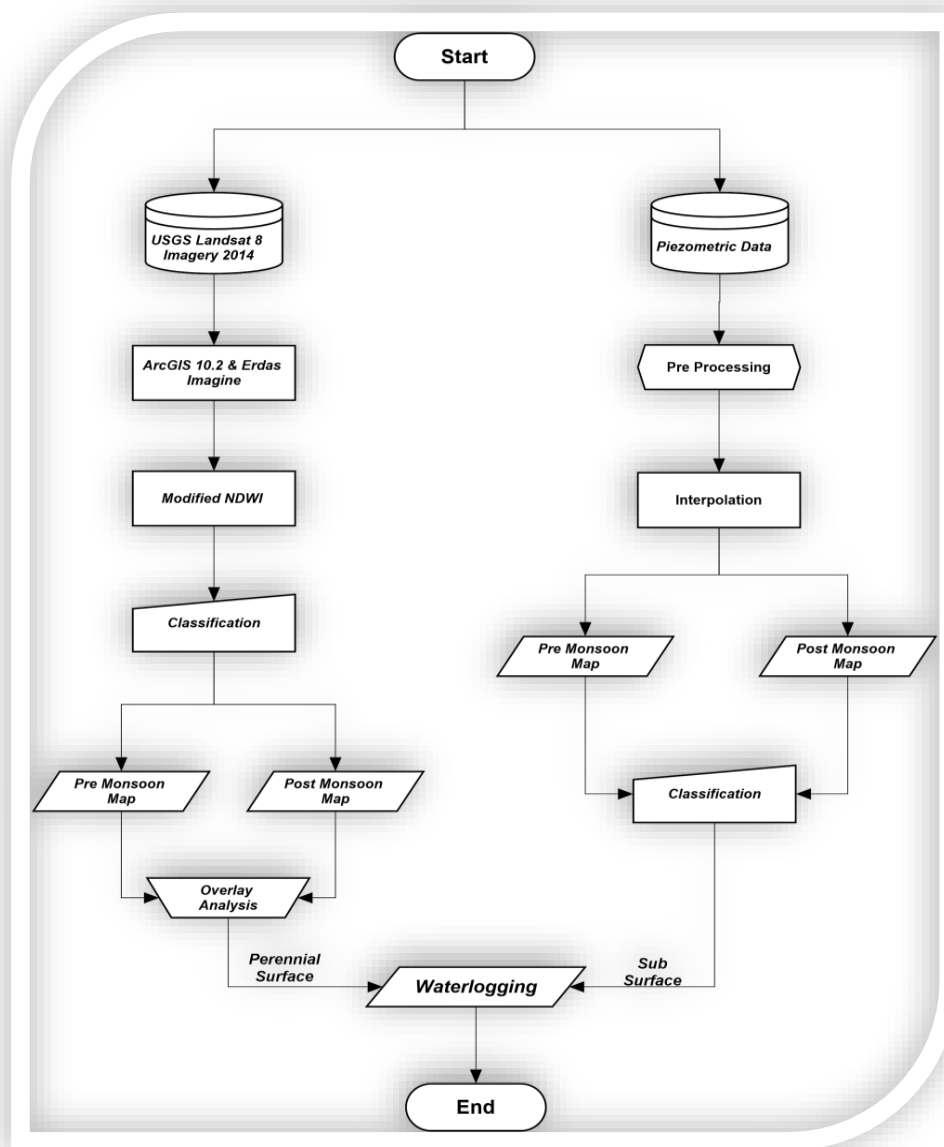 Start
USGS Landsat 8
Imagery 2014
Piezometric Data
ArcGIS 10.2 & Erdas
Imagine
Pre Processing
Modified NDWI
Interpolation
Classification
Pre Monsoon
Map
Post Monsoon
Map
Pre Monsoon
Map
Post Monsoon
Map
Classification
Overlay
Analysis
Perennial
Surface
Sub
Surface
Waterlogging
End